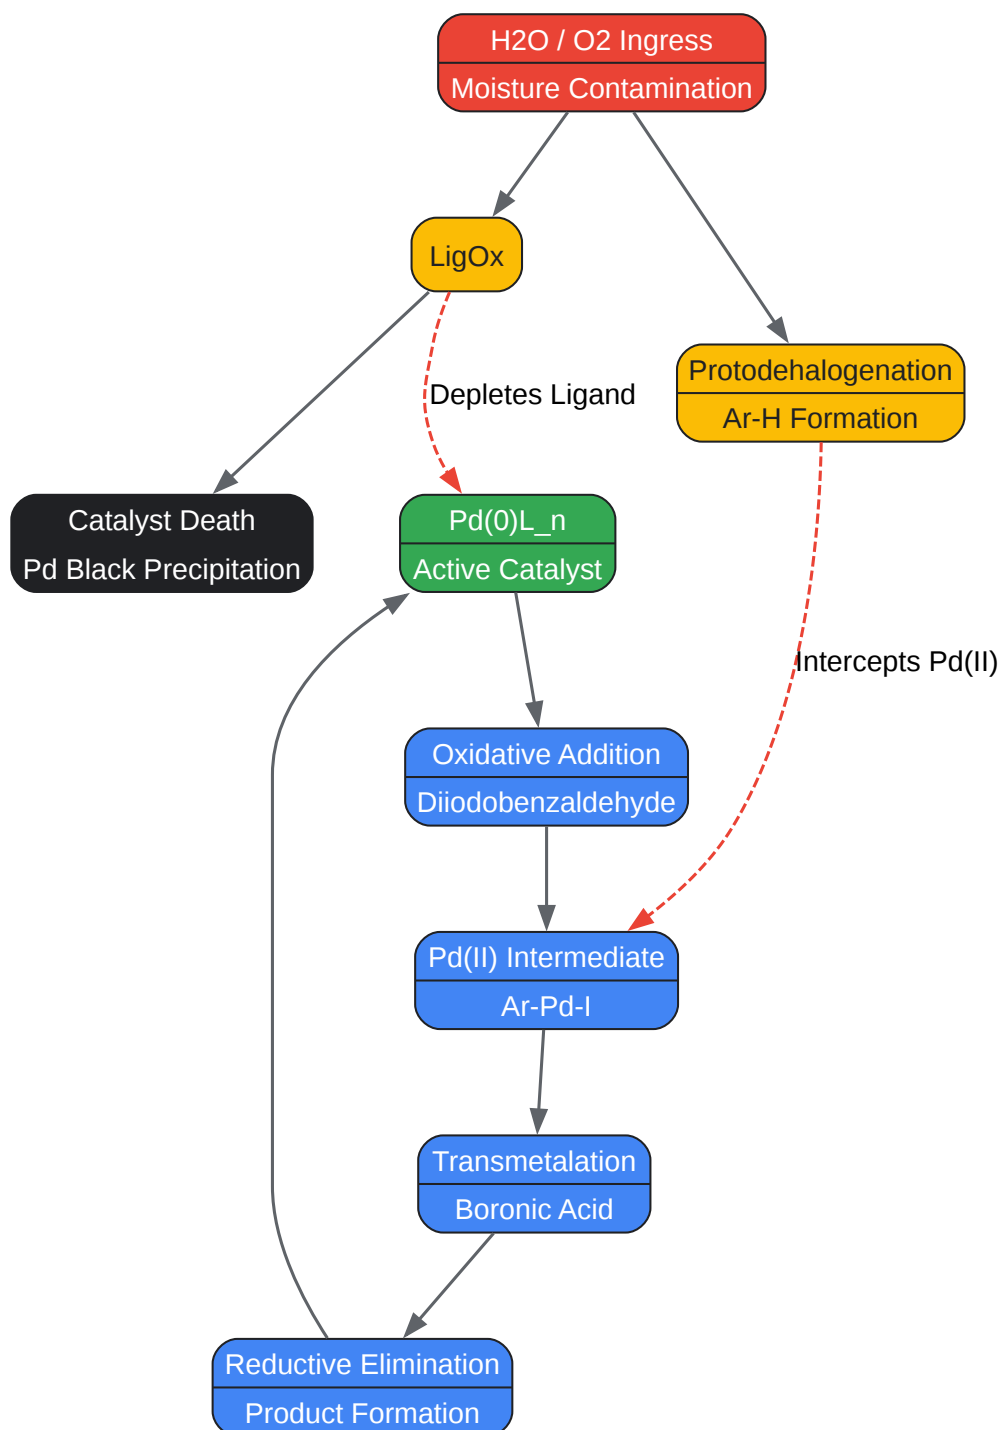 H2O / O2 Ingress
Moisture Contamination
LigOx
Protodehalogenation
Ar-H Formation
Depletes Ligand
Catalyst Death
Pd Black Precipitation
Pd(0)L_n
Active Catalyst
Intercepts Pd(II)
Oxidative Addition
Diiodobenzaldehyde
Pd(II) Intermediate
Ar-Pd-I
Transmetalation
Boronic Acid
Reductive Elimination
Product Formation